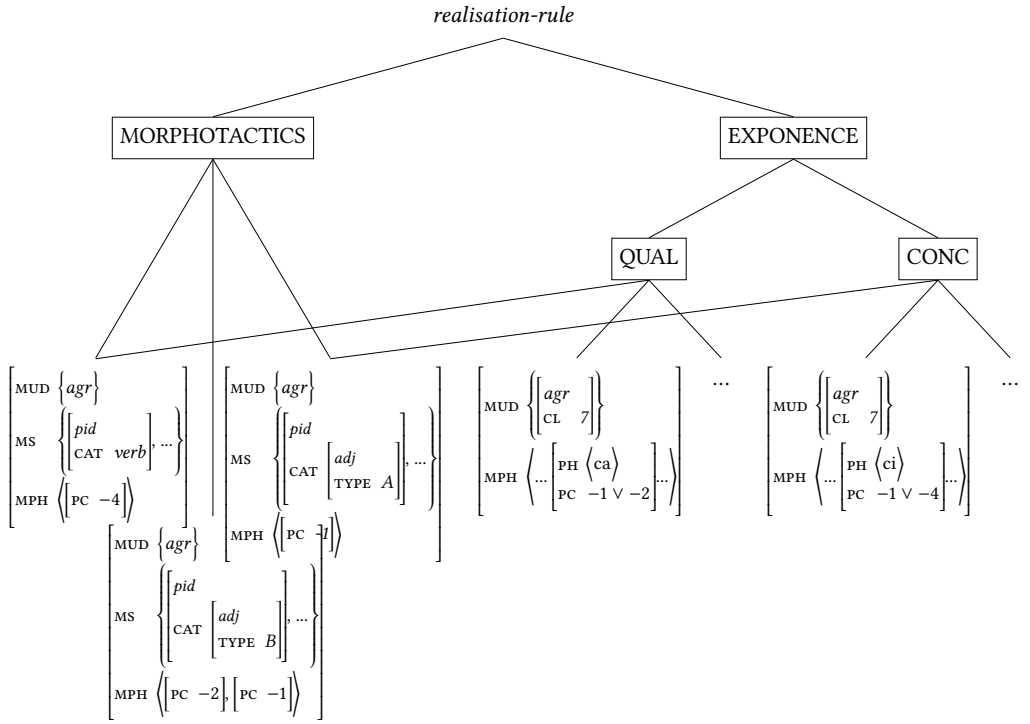 realisation-rule
MORPHOTACTICS
EXPONENCE
QUAL
CONC
MUD {agr}
MS {[pid
CAT verb], ...}
MPH ⟨[PC −4]⟩
MUD {agr}
MS {[pid
CAT [adj
TYPE A]], ...}
MPH ⟨[PC -1]⟩
MUD {[agr
CL 7]}
MPH ⟨... [PH ⟨ca⟩
PC −1 ∨ −2] ...⟩
...
MUD {[agr
CL 7]}
MPH ⟨... [PH ⟨ci⟩
PC −1 ∨ −4] ...⟩
...
MUD {agr}
MS {[pid
CAT [adj
TYPE B]], ...}
MPH ⟨[PC −2], [PC −1]⟩